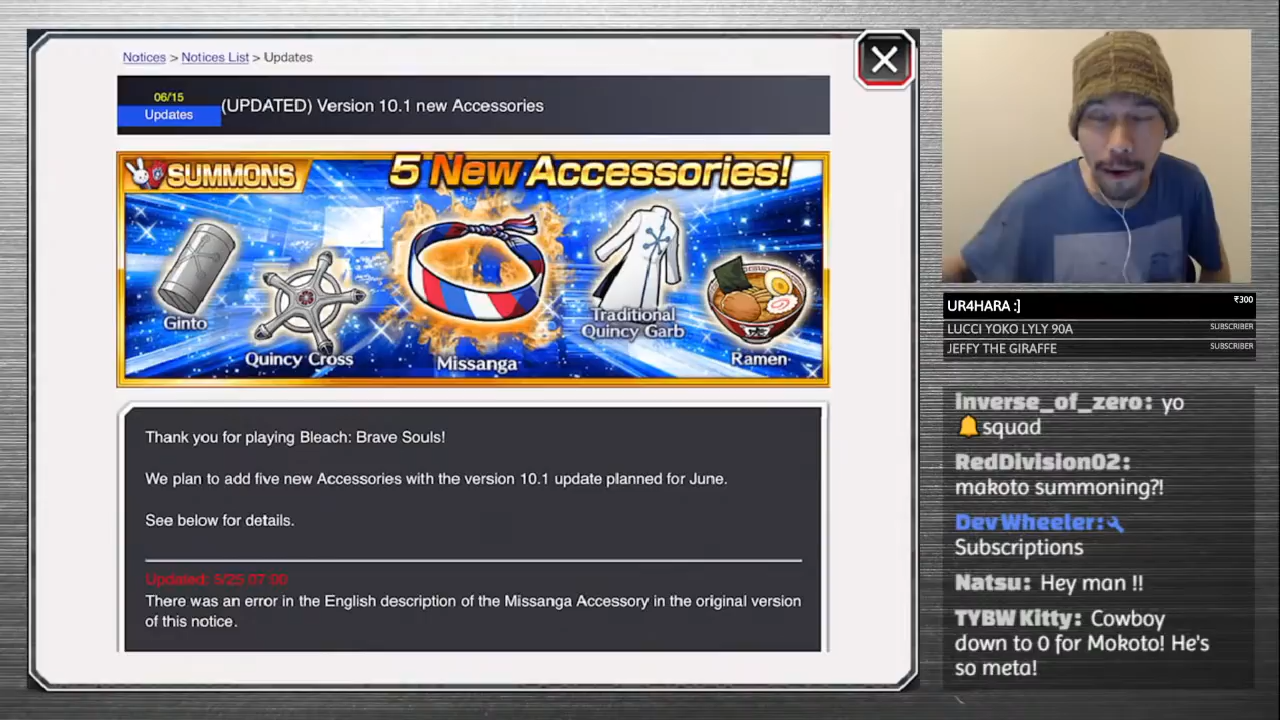 Notices > Notices List > Updates
06/15
Updates
(UPDATED) Version 10.1 new Accessories
SUMMONS
5 New Accessories!
Ginto
Quincy Cross
Missanga
Traditional
Quincy Garb
Ramen
Thank you for playing Bleach: Brave Souls!
We plan to add five new Accessories with the version 10.1 update planned for June.
See below for details.
Updated: 5/25 07:00
There was an error in the English description of the Missanga Accessory in the original version
of this notice.
UR4HARA :] ₹300
LUCCI YOKO LYLY 90A SUBSCRIBER
JEFFY THE GIRAFFE SUBSCRIBER
inverse_of_zero: yo
🔔squad
RedDivision02:
makoto summoning?!
Dev Wheeler:🔧
Subscriptions
Natsu: Hey man !!
TYBW Kitty: Cowboy
down to 0 for Mokoto! He's
so meta!